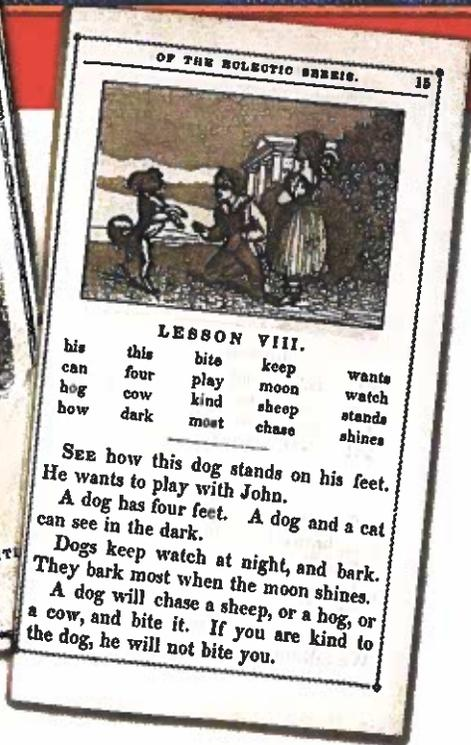 OF THE ECLECTIC SERIES. 15
LESSON VIII.
his this bite keep wants
can four play moon watch
hog cow kind sheep stands
how dark most chase shines
SEE how this dog stands on his feet.
He wants to play with John.
A dog has four feet. A dog and a cat
can see in the dark.
Dogs keep watch at night, and bark.
They bark most when the moon shines.
A dog will chase a sheep, or a hog, or
a cow, and bite it. If you are kind to
the dog, he will not bite you.